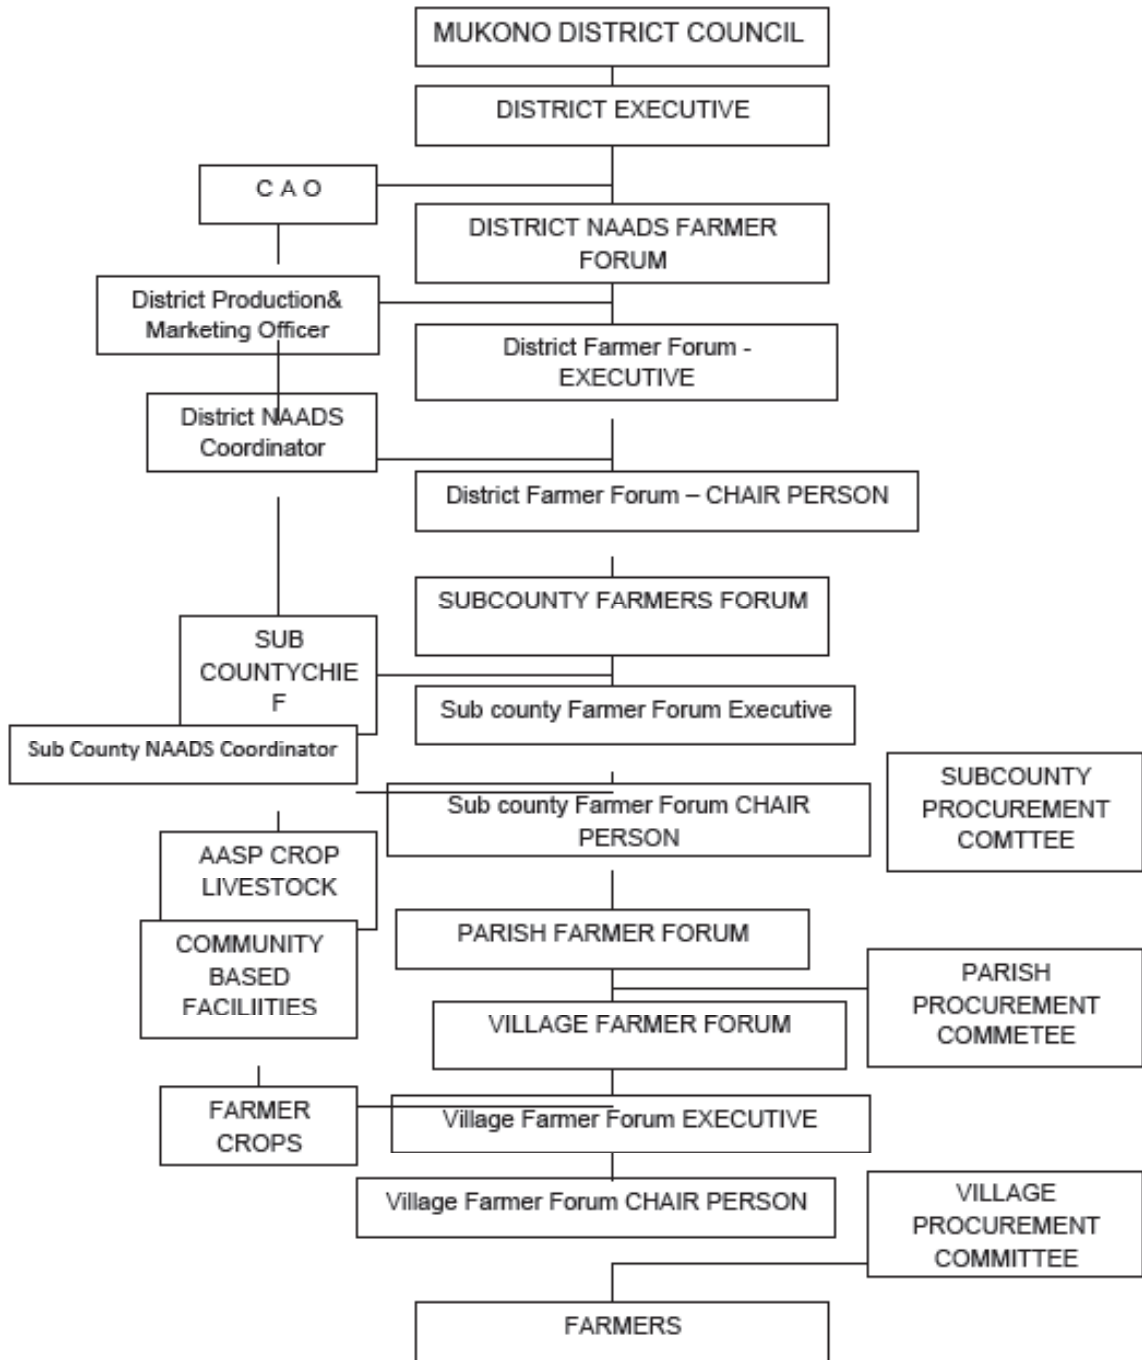 MUKONO DISTRICT COUNCIL
DISTRICT EXECUTIVE
C A O
DISTRICT NAADS FARMER
FORUM
District Production&
Marketing Officer
District Farmer Forum -
EXECUTIVE
District NAADS
Coordinator
District Farmer Forum – CHAIR PERSON
SUBCOUNTY FARMERS FORUM
SUB
COUNTYCHIE
F
Sub county Farmer Forum Executive
Sub County NAADS Coordinator
SUBCOUNTY
PROCUREMENT
COMTTEE
Sub county Farmer Forum CHAIR
PERSON
AASP CROP
LIVESTOCK
PARISH FARMER FORUM
COMMUNITY
BASED
FACILIITIES
PARISH
PROCUREMENT
COMMETEE
VILLAGE FARMER FORUM
FARMER
CROPS
Village Farmer Forum EXECUTIVE
Village Farmer Forum CHAIR PERSON
VILLAGE
PROCUREMENT
COMMITTEE
FARMERS